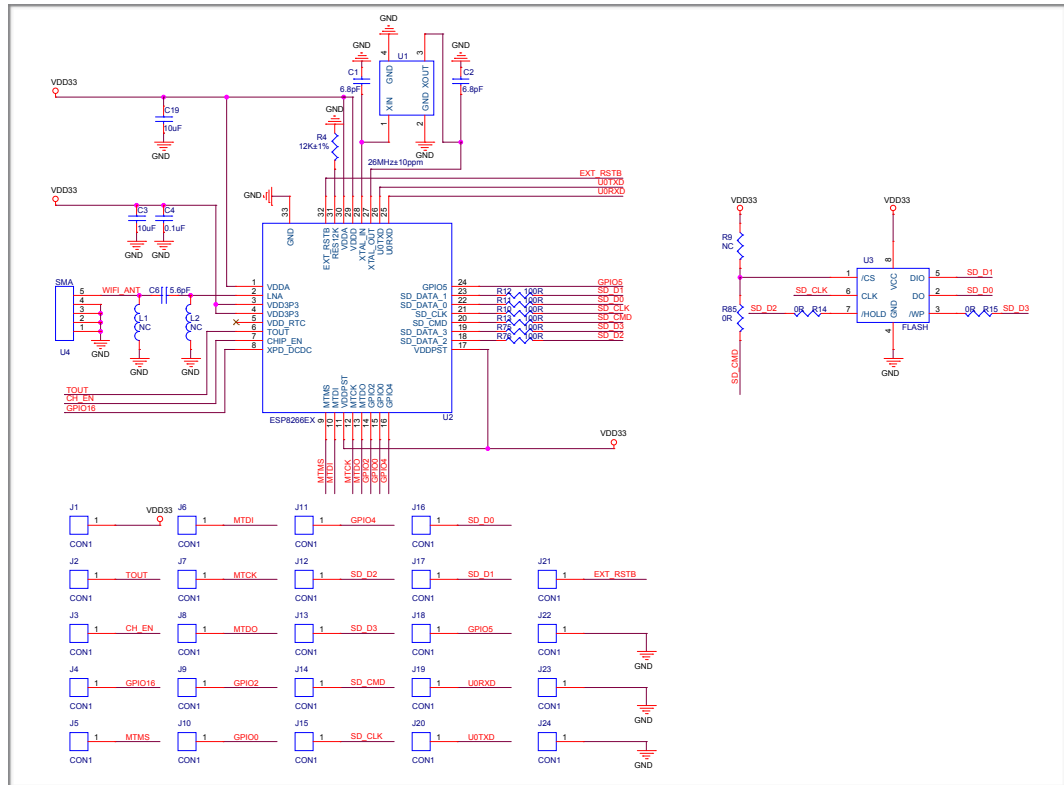 GND
4
3
U1
GND
GND
C1
6.8pF
GND
XOUT
XIN
GND
C2
6.8pF
1
2
GND
VDD33
C19
10uF
GND
GND
R4
12K±1%
26MHz±10ppm
EXT_RSTB
U0TXD
U0RXD
VDD33
C3
10uF
C4
0.1uF
GND
GND
GND
33
32
31
30
29
28
27
26
25
GND
EXT_RSTB
RES12K
VDDA
VDDD
XTAL_IN
XTAL_OUT
U0TXD
U0RXD
SMA
5
4
3
2
1
U4
GND
WIFI_ANT
C6
5.6pF
L1
NC
GND
L2
NC
GND
1
VDDA
2
LNA
3
VDD3P3
4
VDD3P3
5
VDD_RTC
6
TOUT
7
CHIP_EN
8
XPD_DCDC
TOUT
CH_EN
GPIO16
GPIO5
24
GPIO5
SD_DATA_1
23
R12
100R
SD_D1
SD_DATA_0
22
R11
100R
SD_D0
SD_CLK
21
R10
100R
SD_CLK
SD_CMD
20
R13
100R
SD_CMD
SD_DATA_3
19
R75
100R
SD_D3
SD_DATA_2
18
R76
100R
SD_D2
VDDPST
17
MTMS
MTDI
VDDPST
MTCK
MTDO
GPIO2
GPIO0
GPIO4
ESP8266EX
U2
9
10
11
12
13
14
15
16
VDD33
MTMS
MTDI
MTCK
MTDO
GPIO2
GPIO0
GPIO4
VDD33
R9
NC
R85
0R
SD_CMD
VDD33
8
U3
1
/CS
VCC
DIO
5
SD_D1
SD_CLK
6
CLK
DO
2
SD_D0
SD_D2
0R
R14
7
/HOLD
GND
/WP
3
0R
R15
SD_D3
FLASH
4
GND
J1
1
VDD33
CON1
J6
1
MTDI
CON1
J11
1
GPIO4
CON1
J16
1
SD_D0
CON1
J2
1
TOUT
CON1
J7
1
MTCK
CON1
J12
1
SD_D2
CON1
J17
1
SD_D1
CON1
J21
1
EXT_RSTB
CON1
J3
1
CH_EN
CON1
J8
1
MTDO
CON1
J13
1
SD_D3
CON1
J18
1
GPIO5
CON1
J22
1
GND
CON1
J4
1
GPIO16
CON1
J9
1
GPIO2
CON1
J14
1
SD_CMD
CON1
J19
1
U0RXD
CON1
J23
1
GND
CON1
J5
1
MTMS
CON1
J10
1
GPIO0
CON1
J15
1
SD_CLK
CON1
J20
1
U0TXD
CON1
J24
1
GND
CON1